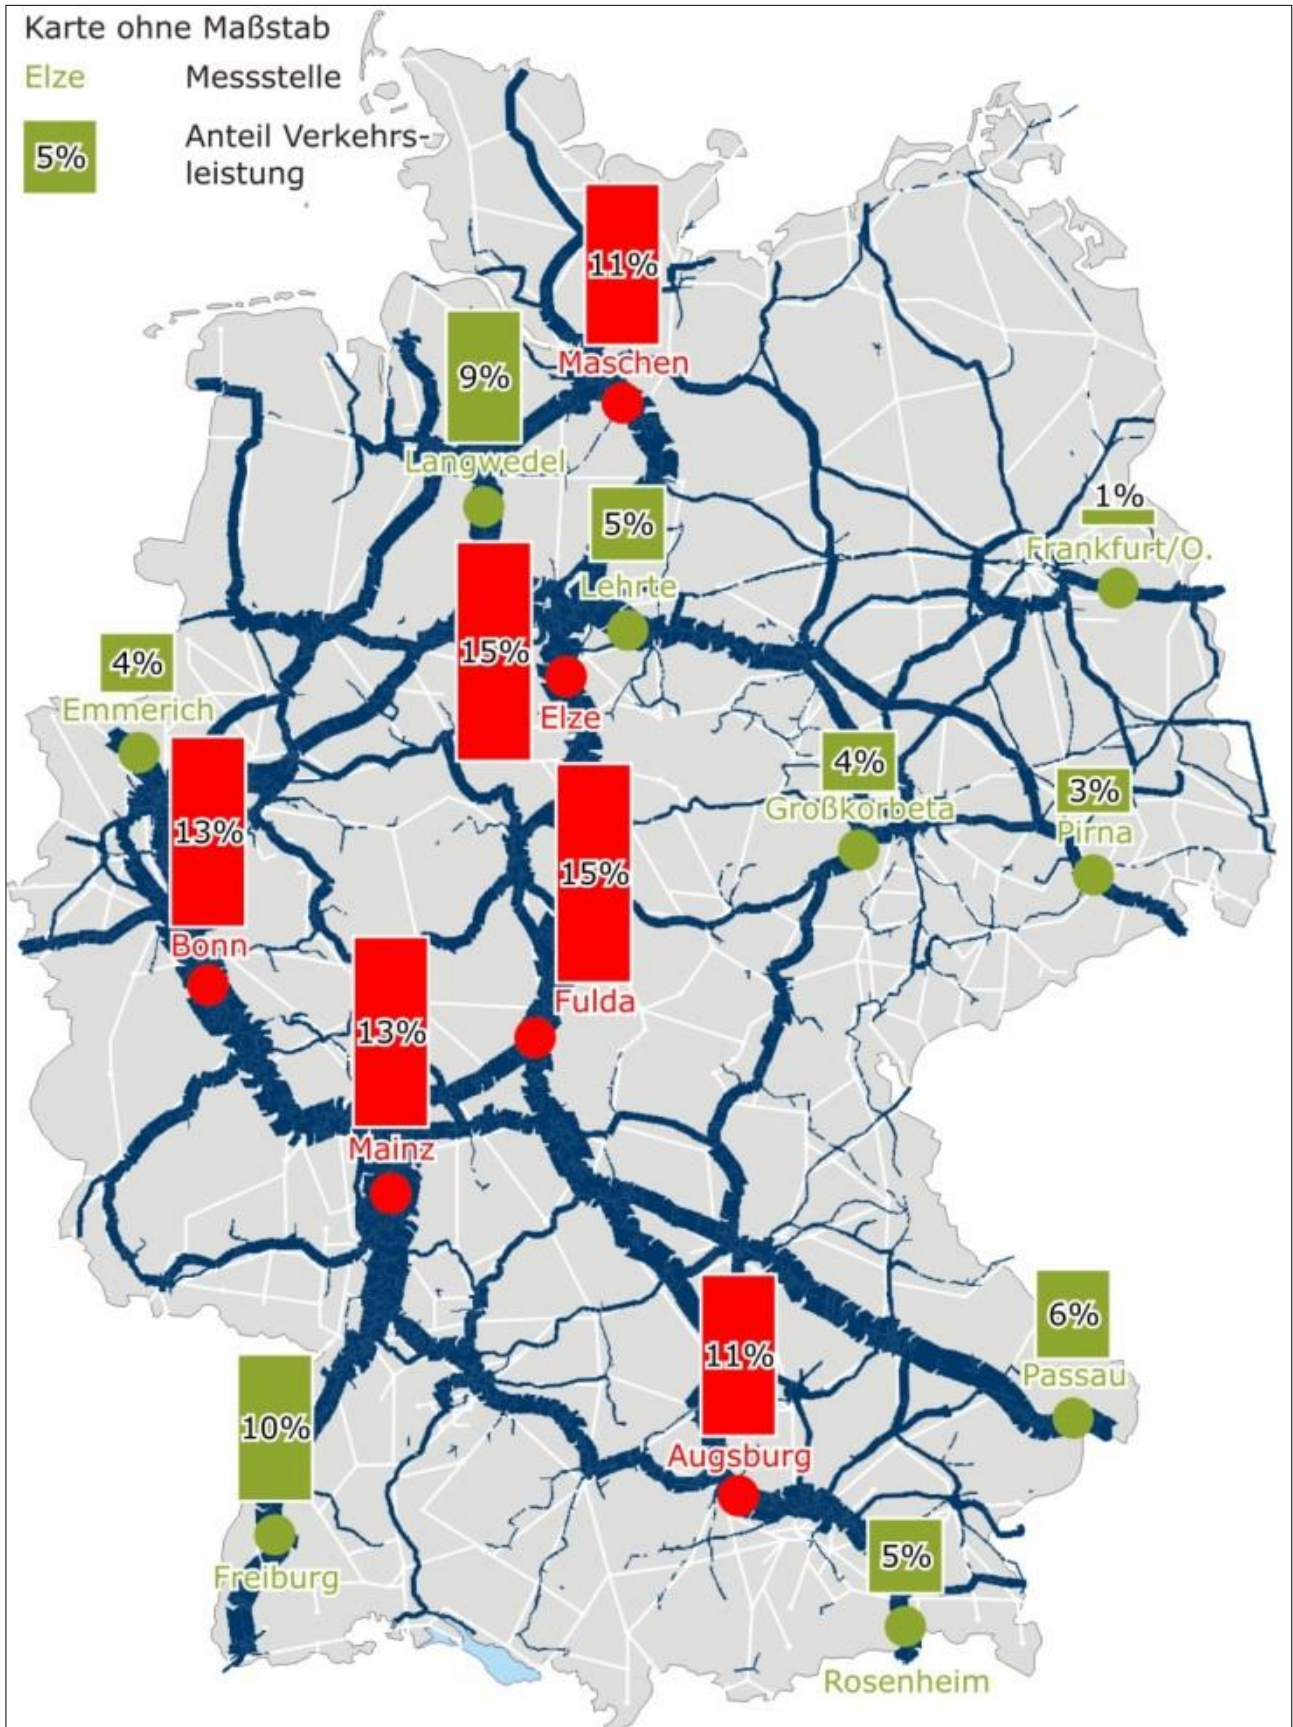 Karte ohne Maßstab
Elze Messstelle
5% Anteil Verkehrs-
leistung
11%
Maschen
9%
Langwedel
5%
Lehrte
1%
Frankfurt/O.
15%
Elze
4%
Emmerich
13%
Bonn
4%
Großkorbeta
3%
Pirna
15%
Fulda
13%
Mainz
11%
Augsburg
6%
Passau
10%
Freiburg
5%
Rosenheim